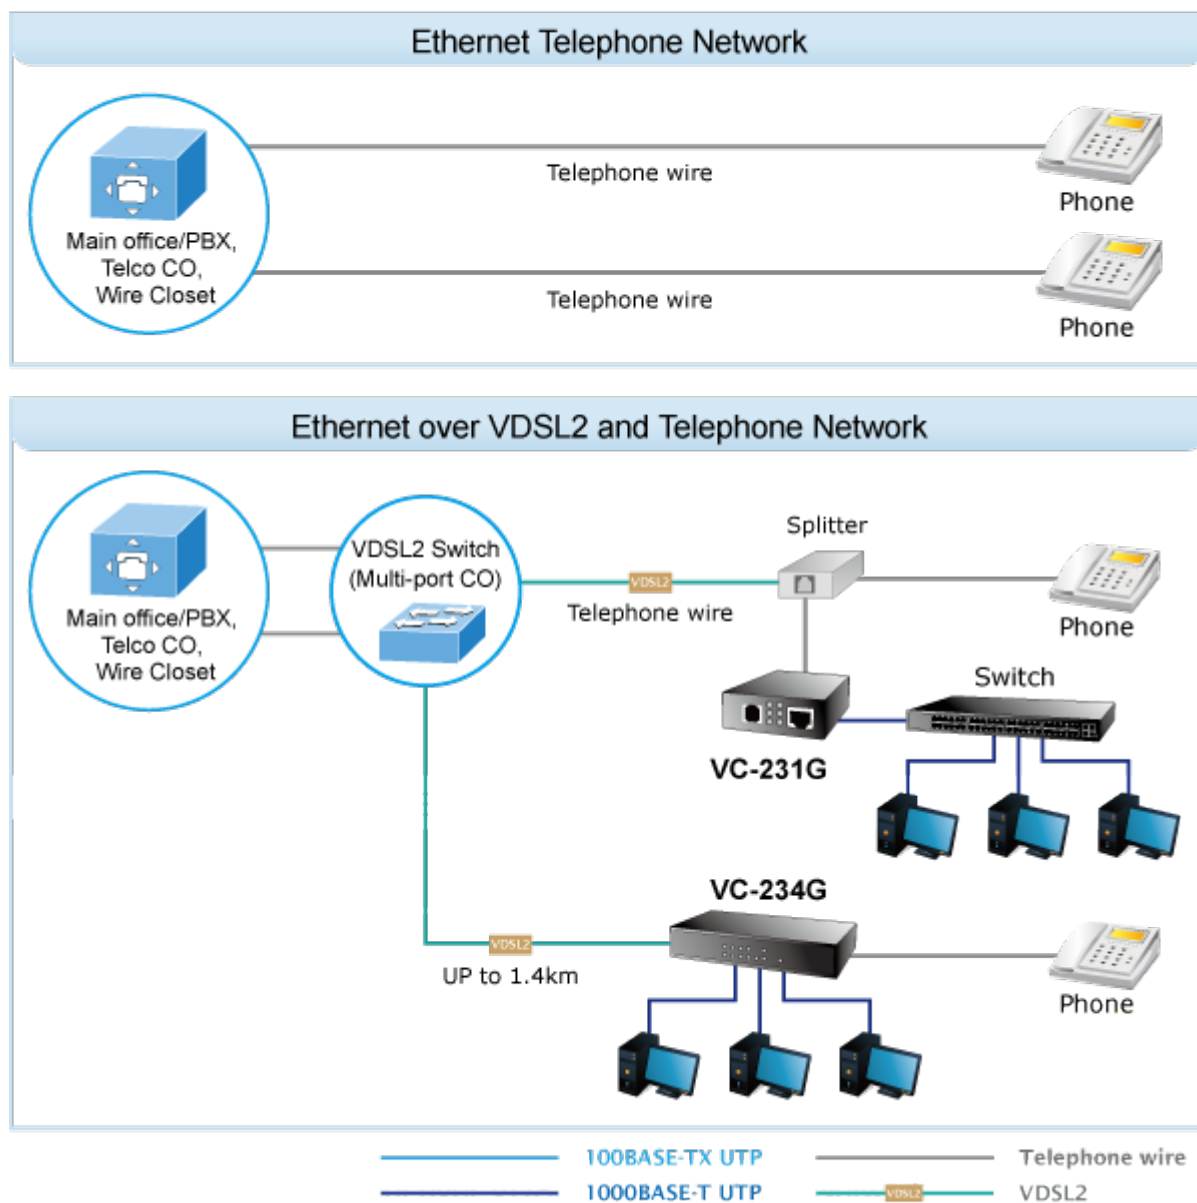 Ethernet Telephone Network
Telephone wire
Phone
Main office/PBX,
Telco CO,
Wire Closet
Telephone wire
Phone
Ethernet over VDSL2 and Telephone Network
Splitter
VDSL2 Switch
(Multi-port CO)
VDSL2
Telephone wire
Phone
Main office/PBX,
Telco CO,
Wire Closet
Switch
VC-231G
VC-234G
VDSL2
UP to 1.4km
Phone
100BASE-TX UTP
Telephone wire
1000BASE-T UTP
VDSL2
VDSL2